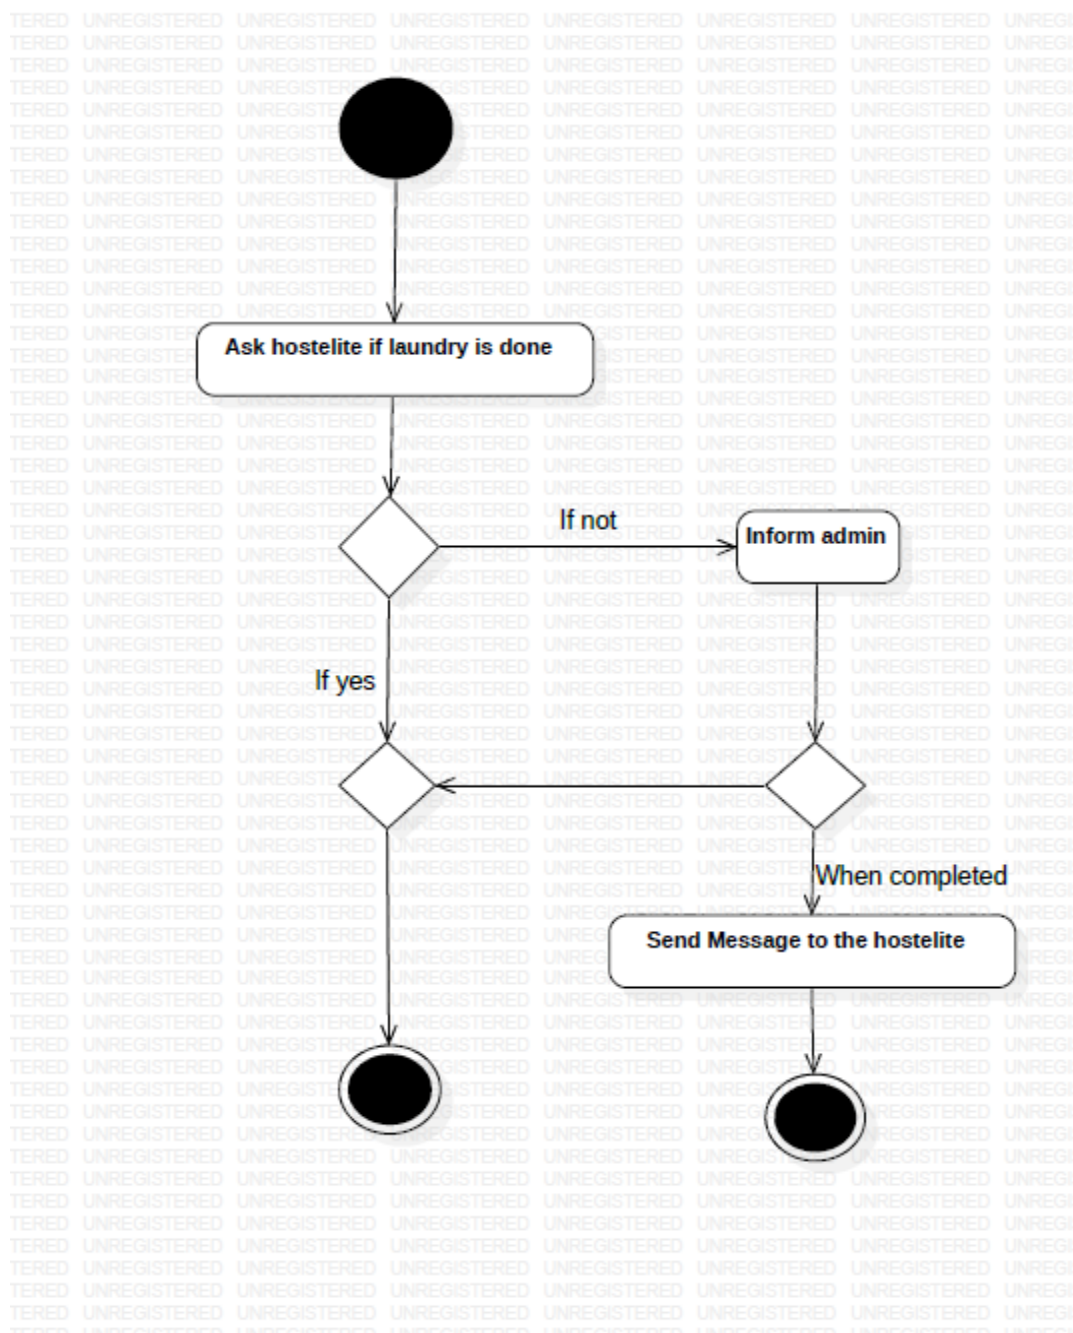 Ask hostelite if laundry is done
If not
Inform admin
If yes
When completed
Send Message to the hostelite
UNREGISTERED